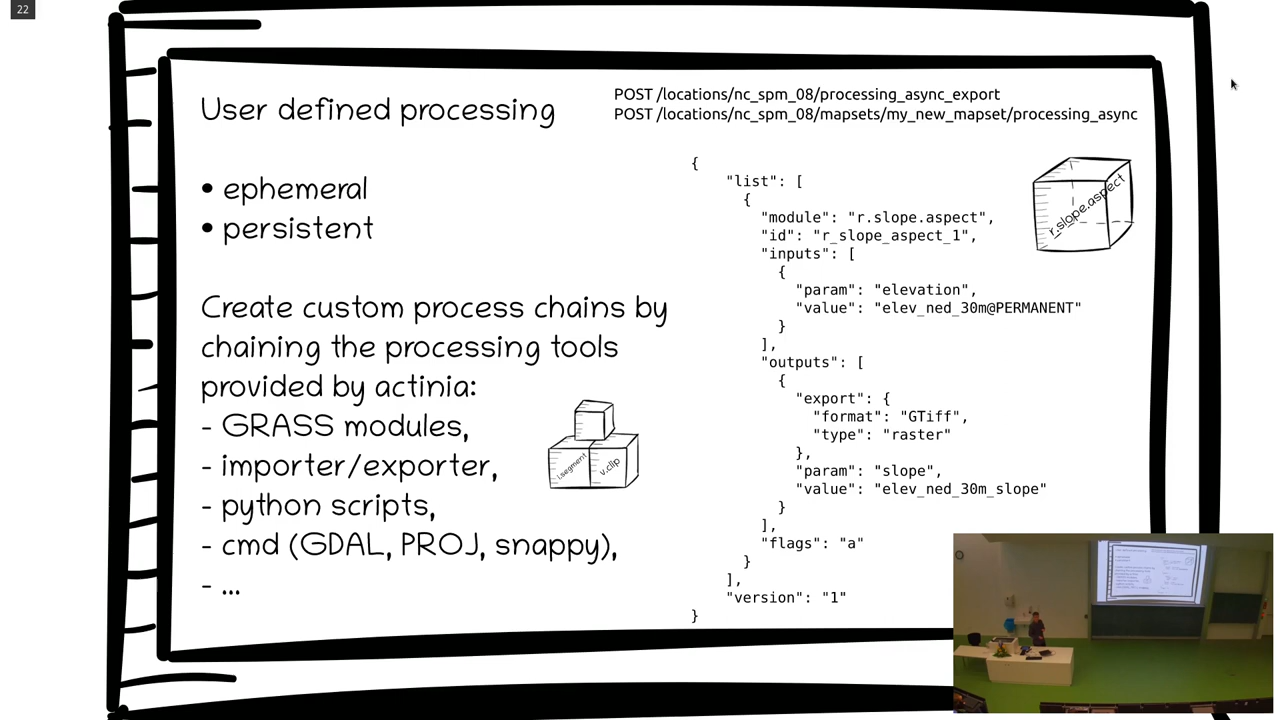 22
User defined processing
POST /locations/nc_spm_08/processing_async_export
POST /locations/nc_spm_08/mapsets/my_new_mapset/processing_async
• ephemeral
• persistent
Create custom process chains by
chaining the processing tools
provided by actinia:
- GRASS modules,
- importer/exporter,
- python scripts,
- cmd (GDAL, PROJ, snappy),
- ...
i.segment
v.clip
{
"list": [
{
"module": "r.slope.aspect",
"id": "r_slope_aspect_1",
"inputs": [
{
"param": "elevation",
"value": "elev_ned_30m@PERMANENT"
}
],
"outputs": [
{
"export": {
"format": "GTiff",
"type": "raster"
},
"param": "slope",
"value": "elev_ned_30m_slope"
}
],
"flags": "a"
}
],
"version": "1"
}
r.slope.aspect